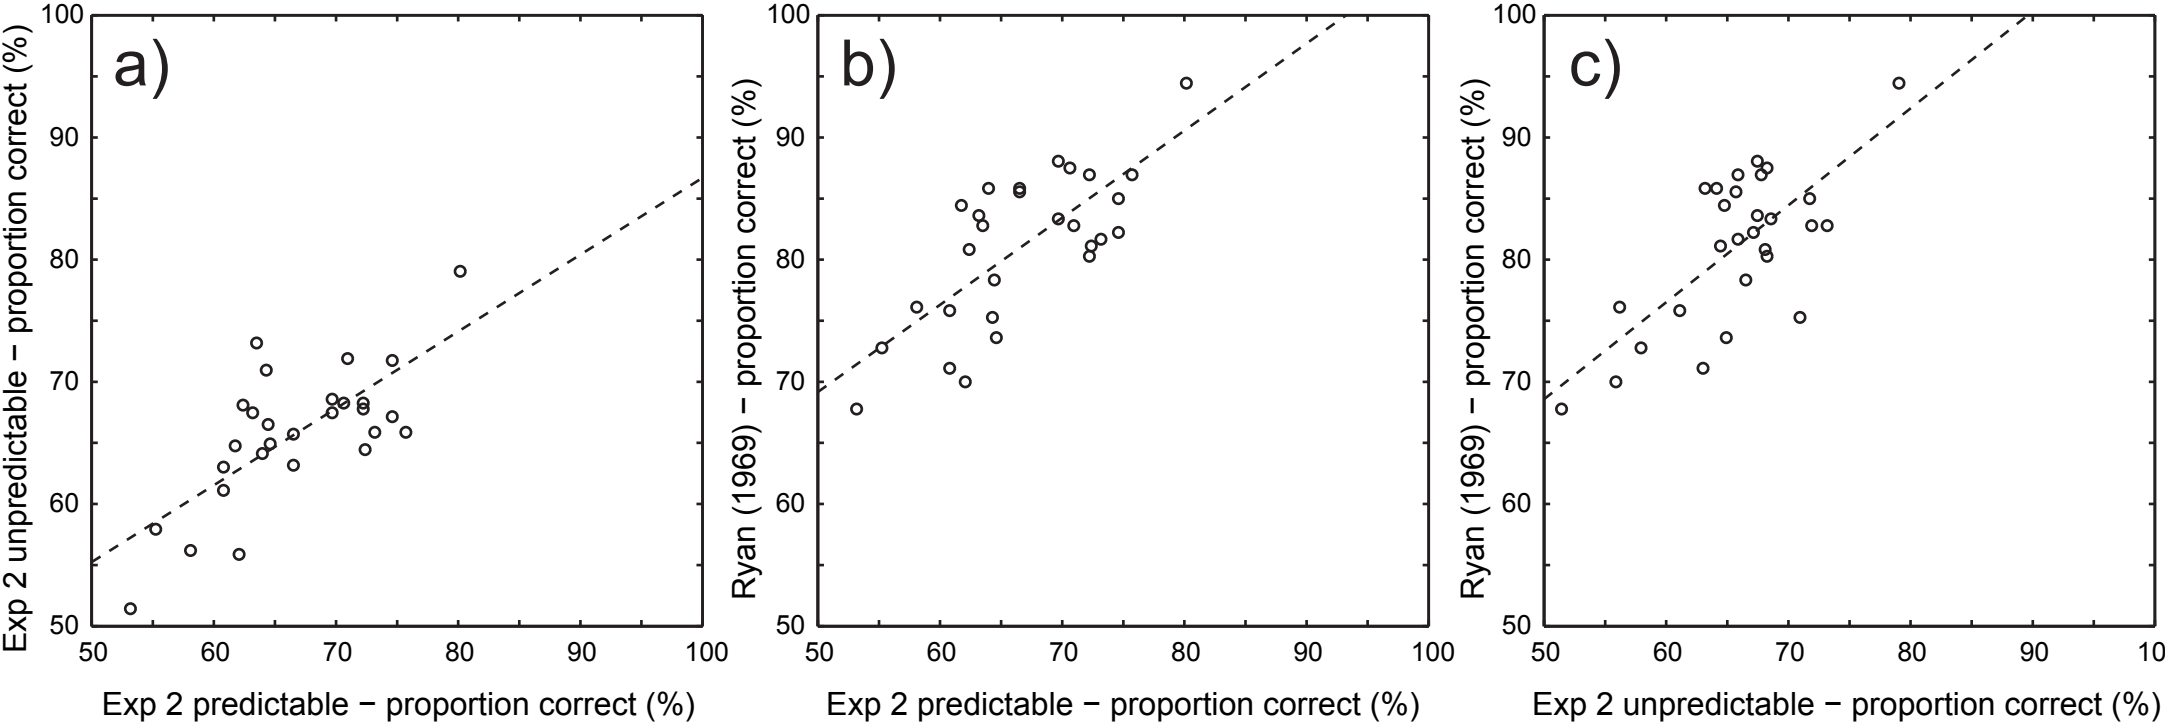 a)
Exp 2 unpredictable − proportion correct (%)
100
90
80
70
60
50
50 60 70 80 90 100
Exp 2 predictable − proportion correct (%)
b)
Ryan (1969) − proportion correct (%)
100
90
80
70
60
50
50 60 70 80 90 100
Exp 2 predictable − proportion correct (%)
c)
Ryan (1969) − proportion correct (%)
100
90
80
70
60
50
50 60 70 80 90 10
Exp 2 unpredictable − proportion correct (%)